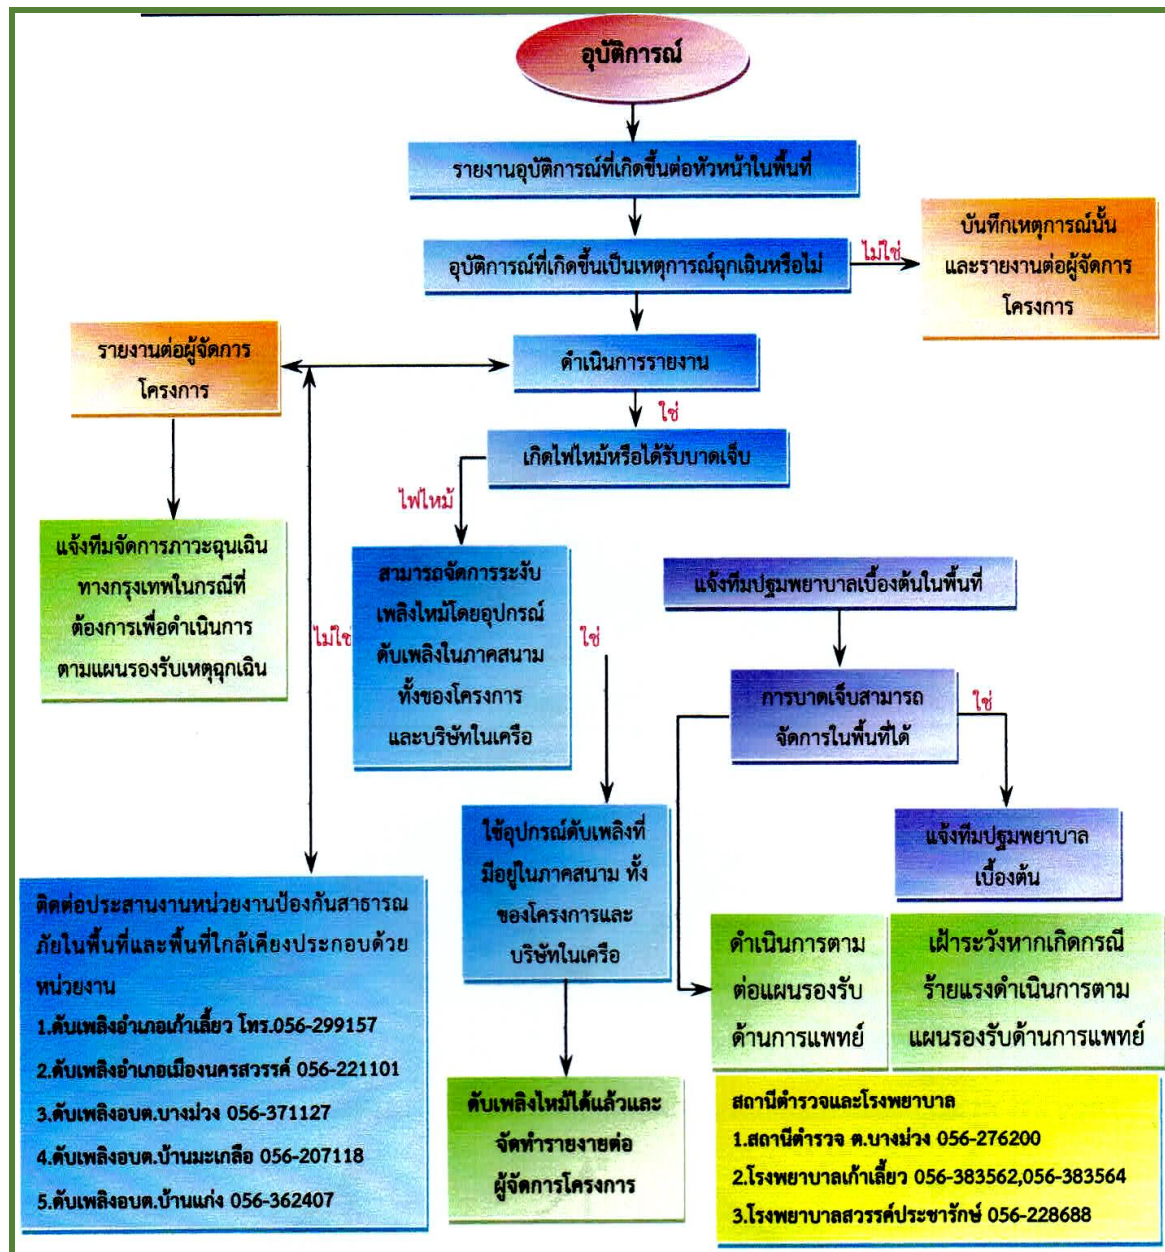 อุบัติการณ์
รายงานอุบัติการณ์ที่เกิดขึ้นต่อหัวหน้าในพื้นที่
อุบัติการณ์ที่เกิดขึ้นเป็นเหตุการณ์ฉุกเฉินหรือไม่
ไม่ใช่
บันทึกเหตุการณ์นั้น
และรายงานต่อผู้จัดการ
โครงการ
รายงานต่อผู้จัดการ
โครงการ
ดำเนินการรายงาน
ใช่
เกิดไฟไหม้หรือได้รับบาดเจ็บ
ไฟไหม้
แจ้งทีมจัดการภาวะฉุนเฉิน
ทางกรุงเทพในกรณีที่
ต้องการเพื่อดำเนินการ
ตามแผนรองรับเหตุฉุกเฉิน
ไม่ใช่
สามารถจัดการระงับ
เพลิงไหม้โดยอุปกรณ์
ดับเพลิงในภาคสนาม
ทั้งของโครงการ
และบริษัทในเครือ
ใช่
แจ้งทีมปฐมพยาบาลเบื้องต้นในพื้นที่
การบาดเจ็บสามารถ
จัดการในพื้นที่ได้
ใช่
ใช้อุปกรณ์ดับเพลิงที่
มีอยู่ในภาคสนาม ทั้ง
ของโครงการและ
บริษัทในเครือ
แจ้งทีมปฐมพยาบาล
เบื้องต้น
ติดต่อประสานงานหน่วยงานป้องกันสาธารณ
ภัยในพื้นที่และพื้นที่ใกล้เคียงประกอบด้วย
หน่วยงาน
1.ดับเพลิงอำเภอเก้าเลี้ยว โทร.056-299157
2.ดับเพลิงอำเภอเมืองนครสวรรค์ 056-221101
3.ดับเพลิงอบต.บางม่วง 056-371127
4.ดับเพลิงอบต.บ้านมะเกลือ 056-207118
5.ดับเพลิงอบต.บ้านแก่ง 056-362407
ดำเนินการตาม
ต่อแผนรองรับ
ด้านการแพทย์
เฝ้าระวังหากเกิดกรณี
ร้ายแรงดำเนินการตาม
แผนรองรับด้านการแพทย์
ดับเพลิงไหม้ได้แล้วและ
จัดทำรายงายต่อ
ผู้จัดการโครงการ
สถานีตำรวจและโรงพยาบาล
1.สถานีตำรวจ ต.บางม่วง 056-276200
2.โรงพยาบาลเก้าเลี้ยว 056-383562,056-383564
3.โรงพยาบาลสวรรค์ประชารักษ์ 056-228688